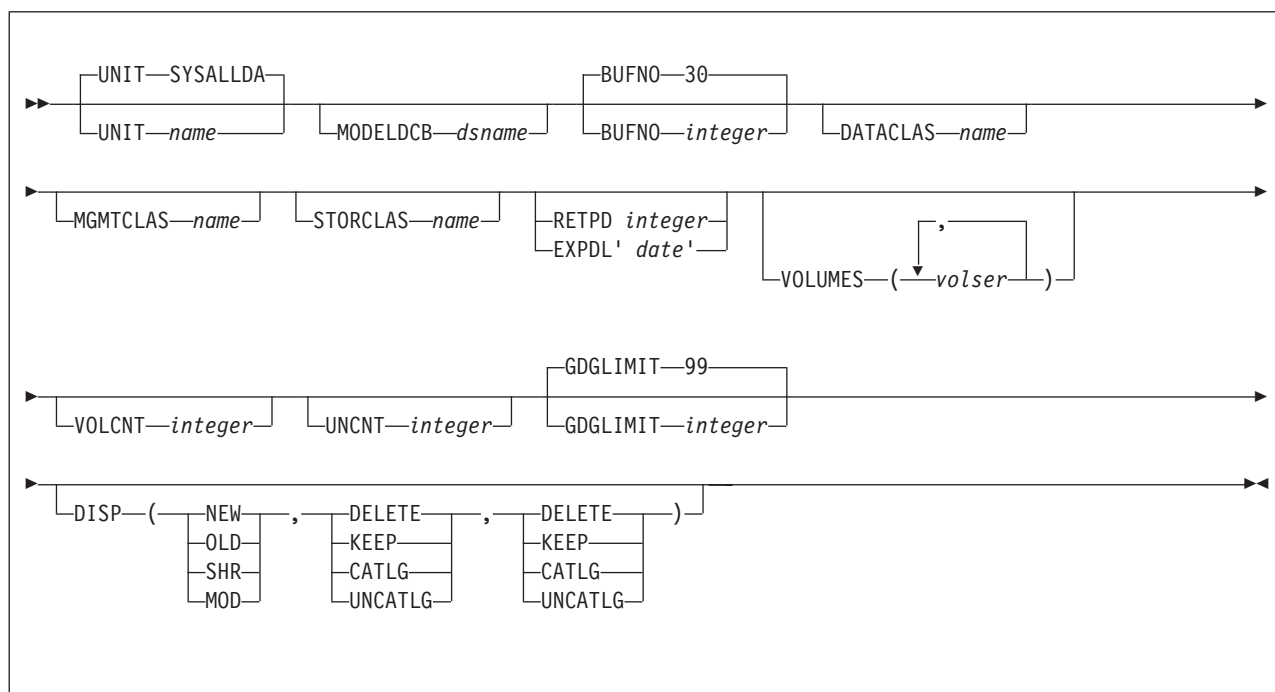 UNIT SYSALLDA BUFNO 30
UNIT name MODELDCB dsname BUFNO integer DATACLAS name
MGMTCLAS name STORCLAS name RETPD integer ,
EXPDL' date'
VOLUMES ( volser )
GDGLIMIT 99
VOLCNT integer UNCNT integer GDGLIMIT integer
DISP ( NEW , DELETE , DELETE )
OLD KEEP KEEP
SHR CATLG CATLG
MOD UNCATLG UNCATLG